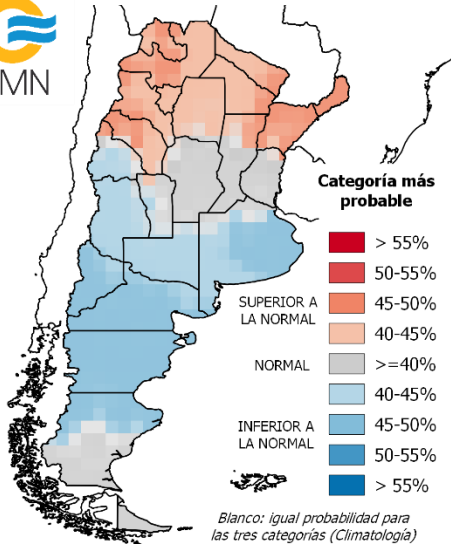 MN
Categoría más
probable
> 55%
50-55%
45-50%
SUPERIOR A
LA NORMAL
40-45%
NORMAL
>=40%
40-45%
45-50%
INFERIOR A
LA NORMAL
50-55%
> 55%
Blanco: igual probabilidad para
las tres categorías (Climatología)